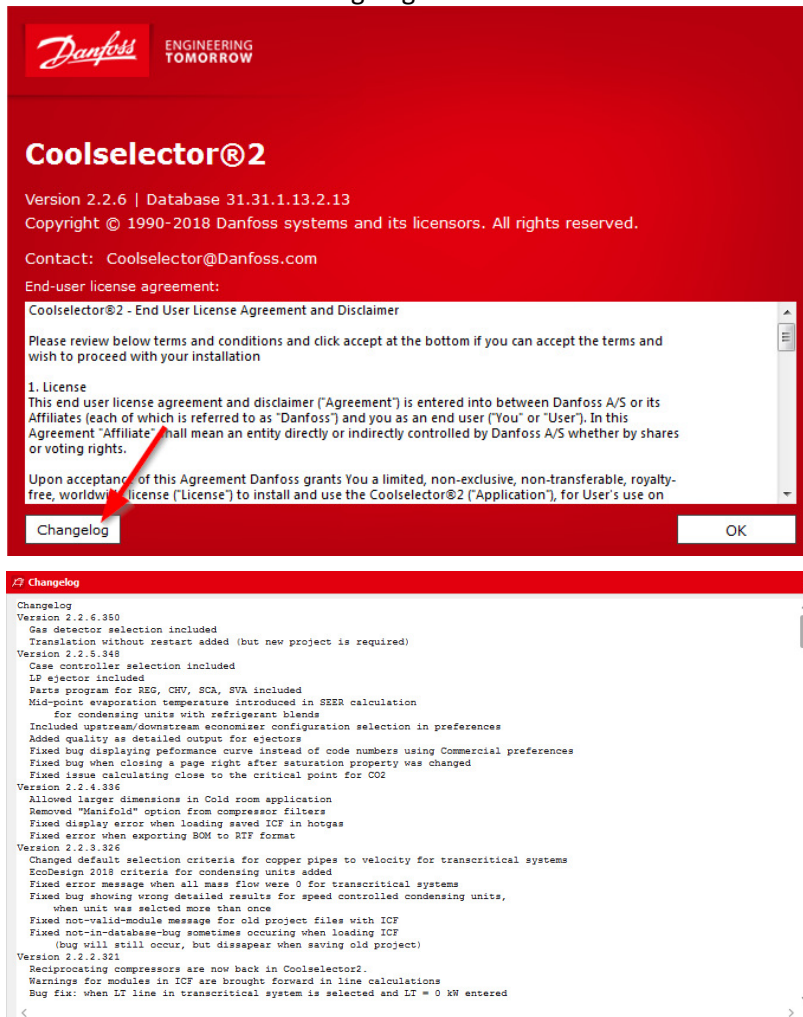 Danfoss
ENGINEERING
TOMORROW
Coolselector®2
Version 2.2.6 | Database 31.31.1.13.2.13
Copyright © 1990-2018 Danfoss systems and its licensors. All rights reserved.
Contact: Coolselector@Danfoss.com
End-user license agreement:
Coolselector®2 - End User License Agreement and Disclaimer
Please review below terms and conditions and click accept at the bottom if you can accept the terms and
wish to proceed with your installation
1. License
This end user license agreement and disclaimer ("Agreement") is entered into between Danfoss A/S or its
Affiliates (each of which is referred to as "Danfoss") and you as an end user ("You" or "User"). In this
Agreement "Affiliate" shall mean an entity directly or indirectly controlled by Danfoss A/S whether by shares
or voting rights.
Upon acceptance of this Agreement Danfoss grants You a limited, non-exclusive, non-transferable, royalty-
free, worldwide license ("License") to install and use the Coolselector®2 ("Application"), for User's use on
Changelog
OK
Changelog
Changelog
Version 2.2.6.350
Gas detector selection included
Translation without restart added (but new project is required)
Version 2.2.5.348
Case controller selection included
LP ejector included
Parts program for REG, CHV, SCA, SVA included
Mid-point evaporation temperature introduced in SEER calculation
for condensing units with refrigerant blends
Included upstream/downstream economizer configuration selection in preferences
Added quality as detailed output for ejectors
Fixed bug displaying peformance curve instead of code numbers using Commercial preferences
Fixed bug when closing a page right after saturation property was changed
Fixed issue calculating close to the critical point for CO2
Version 2.2.4.336
Allowed larger dimensions in Cold room application
Removed "Manifold" option from compressor filters
Fixed display error when loading saved ICF in hotgas
Fixed error when exporting BOM to RTF format
Version 2.2.3.326
Changed default selection criteria for copper pipes to velocity for transcritical systems
EcoDesign 2018 criteria for condensing units added
Fixed error message when all mass flow were 0 for transcritical systems
Fixed bug showing wrong detailed results for speed controlled condensing units,
when unit was selcted more than once
Fixed not-valid-module message for old project files with ICF
Fixed not-in-database-bug sometimes occuring when loading ICF
(bug will still occur, but dissapear when saving old project)
Version 2.2.2.321
Reciprocating compressors are now back in Coolselector2.
Warnings for modules in ICF are brought forward in line calculations
Bug fix: when LT line in transcritical system is selected and LT = 0 kW entered